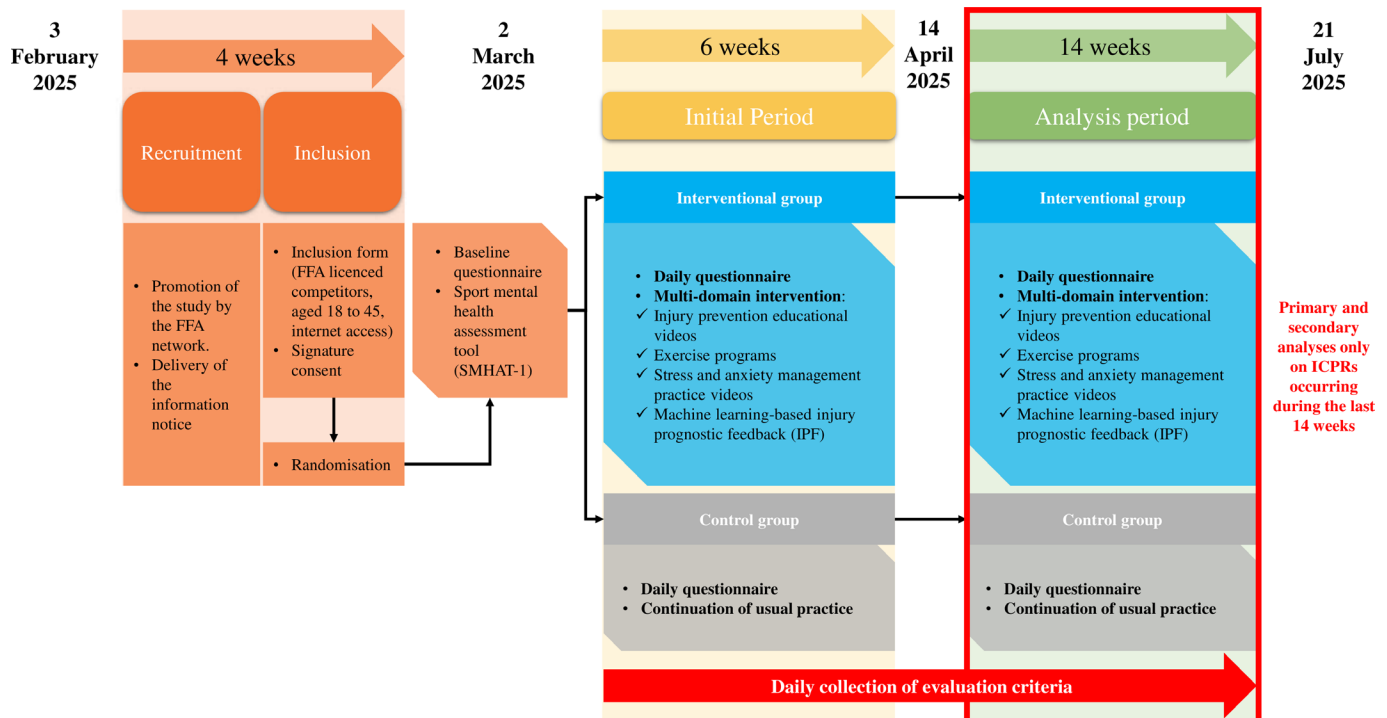 3
February
2025
4 weeks
2
March
2025
6 weeks
14
April
2025
14 weeks
21
July
2025
Recruitment
Inclusion
Initial Period
Analysis period
• Promotion of
the study by
the FFA
network.
• Delivery of
the
information
notice
• Inclusion form
(FFA licenced
competitors,
aged 18 to 45,
internet access)
• Signature
consent
• Randomisation
• Baseline
questionnaire
• Sport mental
health
assessment
tool
(SMHAT-1)
Interventional group
• Daily questionnaire
• Multi-domain intervention:
✓ Injury prevention educational
videos
✓ Exercise programs
✓ Stress and anxiety management
practice videos
✓ Machine learning-based injury
prognostic feedback (IPF)
Control group
• Daily questionnaire
• Continuation of usual practice
Interventional group
• Daily questionnaire
• Multi-domain intervention:
✓ Injury prevention educational
videos
✓ Exercise programs
✓ Stress and anxiety management
practice videos
✓ Machine learning-based injury
prognostic feedback (IPF)
Control group
• Daily questionnaire
• Continuation of usual practice
Primary and
secondary
analyses only
on ICPRs
occurring
during the last
14 weeks
Daily collection of evaluation criteria